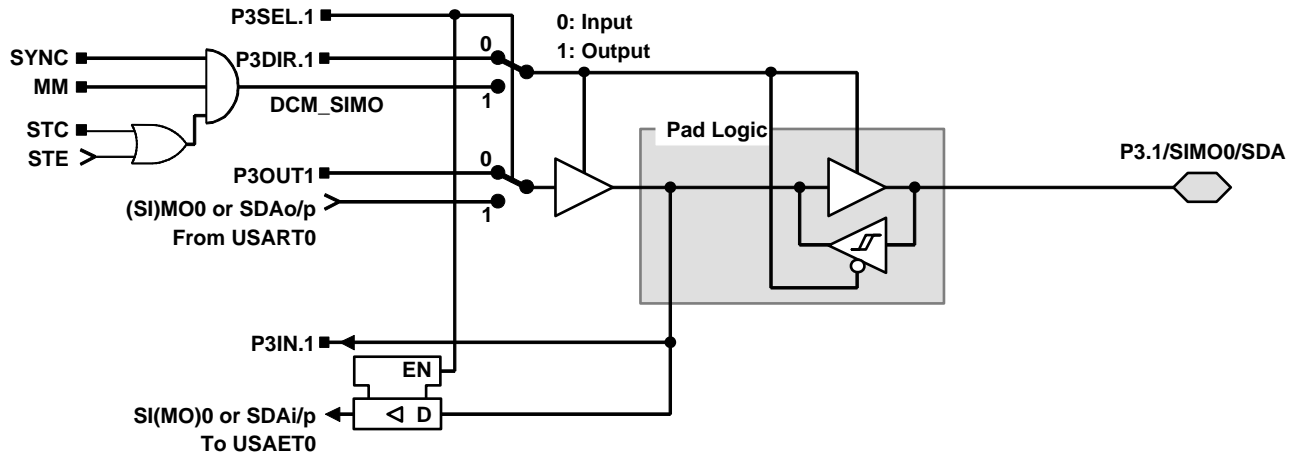 P3SEL.1
0: Input
1: Output
0
P3DIR.1
SYNC
MM
1
DCM_SIMO
STC
STE
Pad Logic
P3.1/SIMO0/SDA
0
P3OUT1
(SI)MO0 or SDAo/p
1
From USART0
P3IN.1
EN
SI(MO)0 or SDAi/p
D
To USAET0